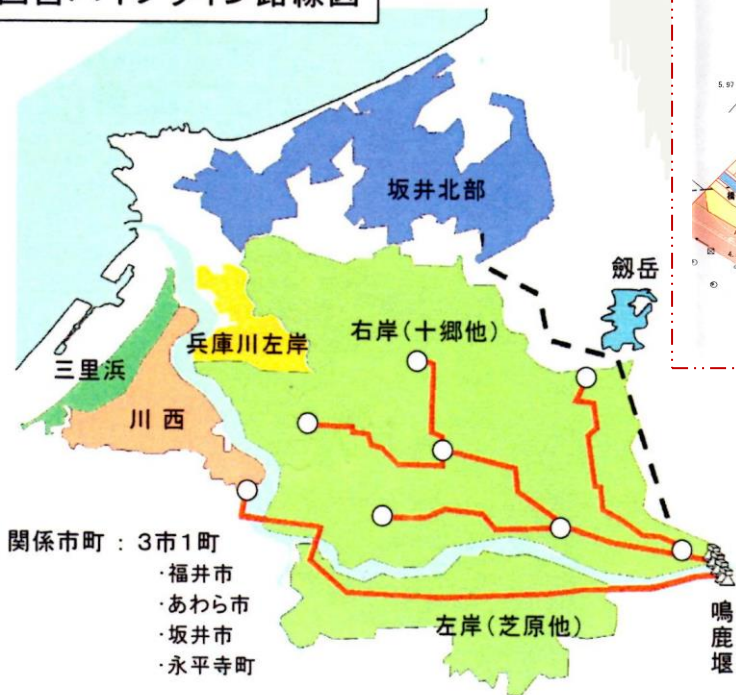 坂井北部
劔岳
右岸(十郷他)
兵庫川左岸
三里浜
川西
関係市町 : 3市1町
・福井市
・あわら市
・坂井市
・永平寺町
左岸(芝原他)
鳴鹿堰
5.97